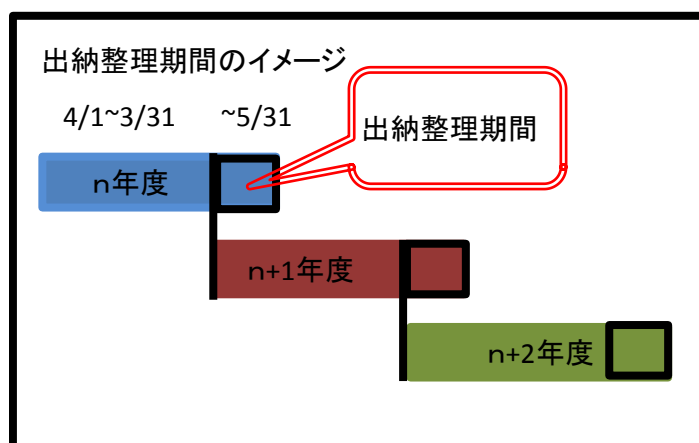 出納整理期間のイメージ
4/1~3/31 ~5/31
出納整理期間
ｎ年度
ｎ+1年度
ｎ+2年度